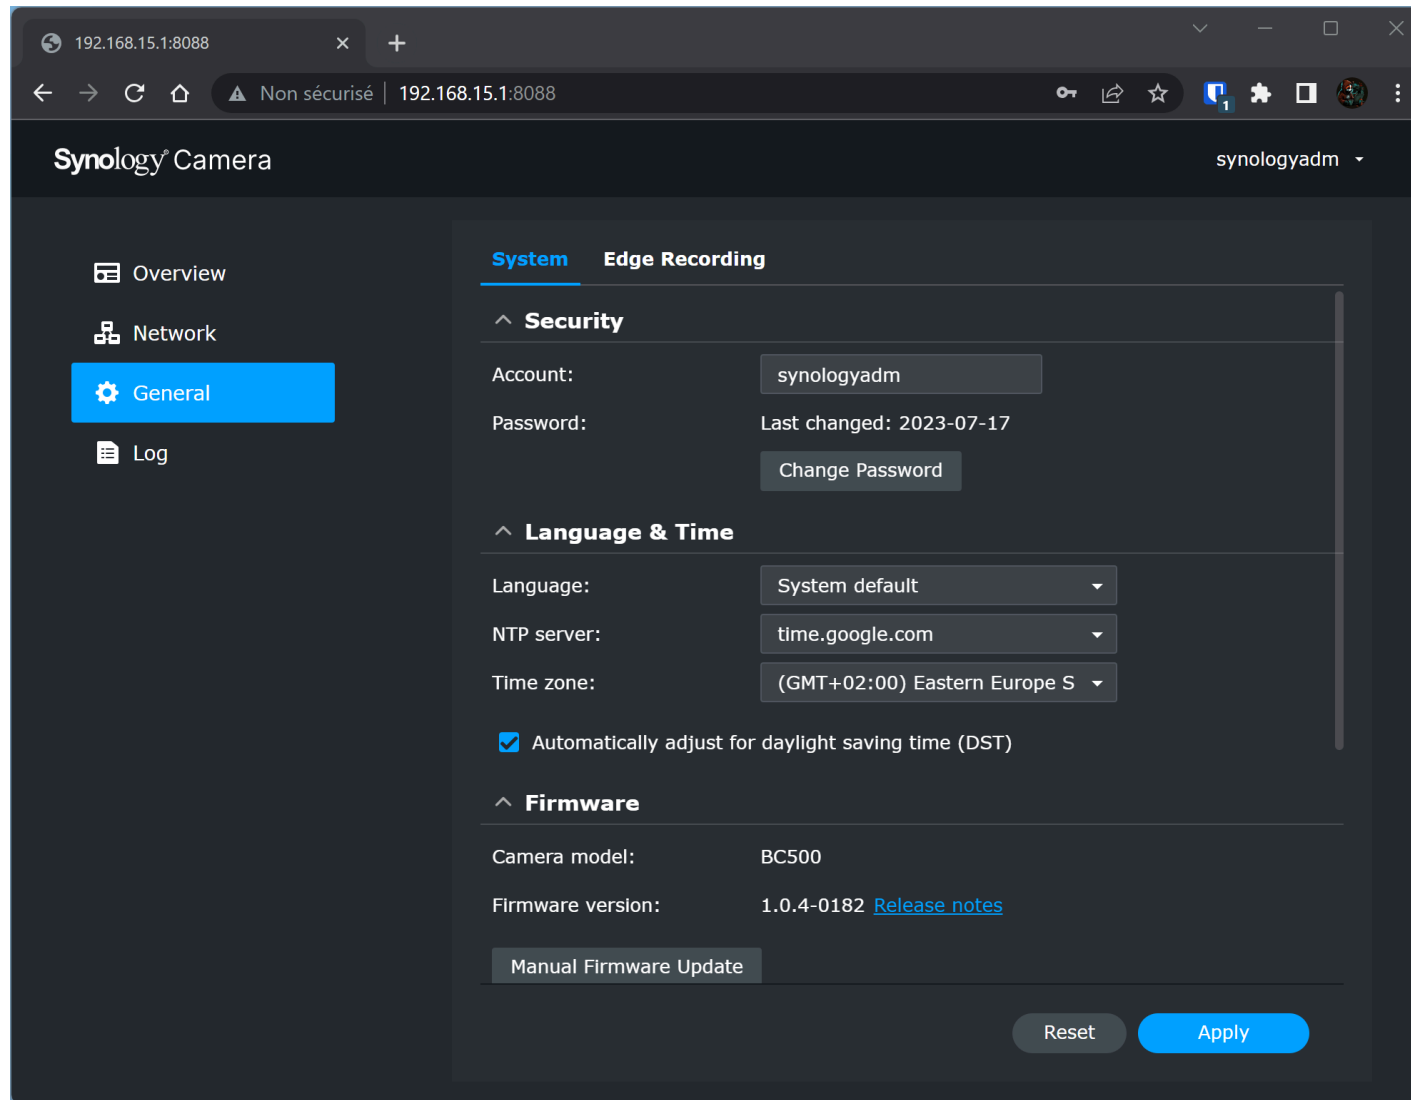 192.168.15.1:8088
Non sécurisé 192.168.15.1:8088
1
Synology® Camera
synologyadm
Overview
Network
General
Log
System Edge Recording
Security
Account: synologyadm
Password: Last changed: 2023-07-17
Change Password
Language & Time
Language: System default
NTP server: time.google.com
Time zone: (GMT+02:00) Eastern Europe S
Automatically adjust for daylight saving time (DST)
Firmware
Camera model: BC500
Firmware version: 1.0.4-0182 Release notes
Manual Firmware Update
Reset Apply